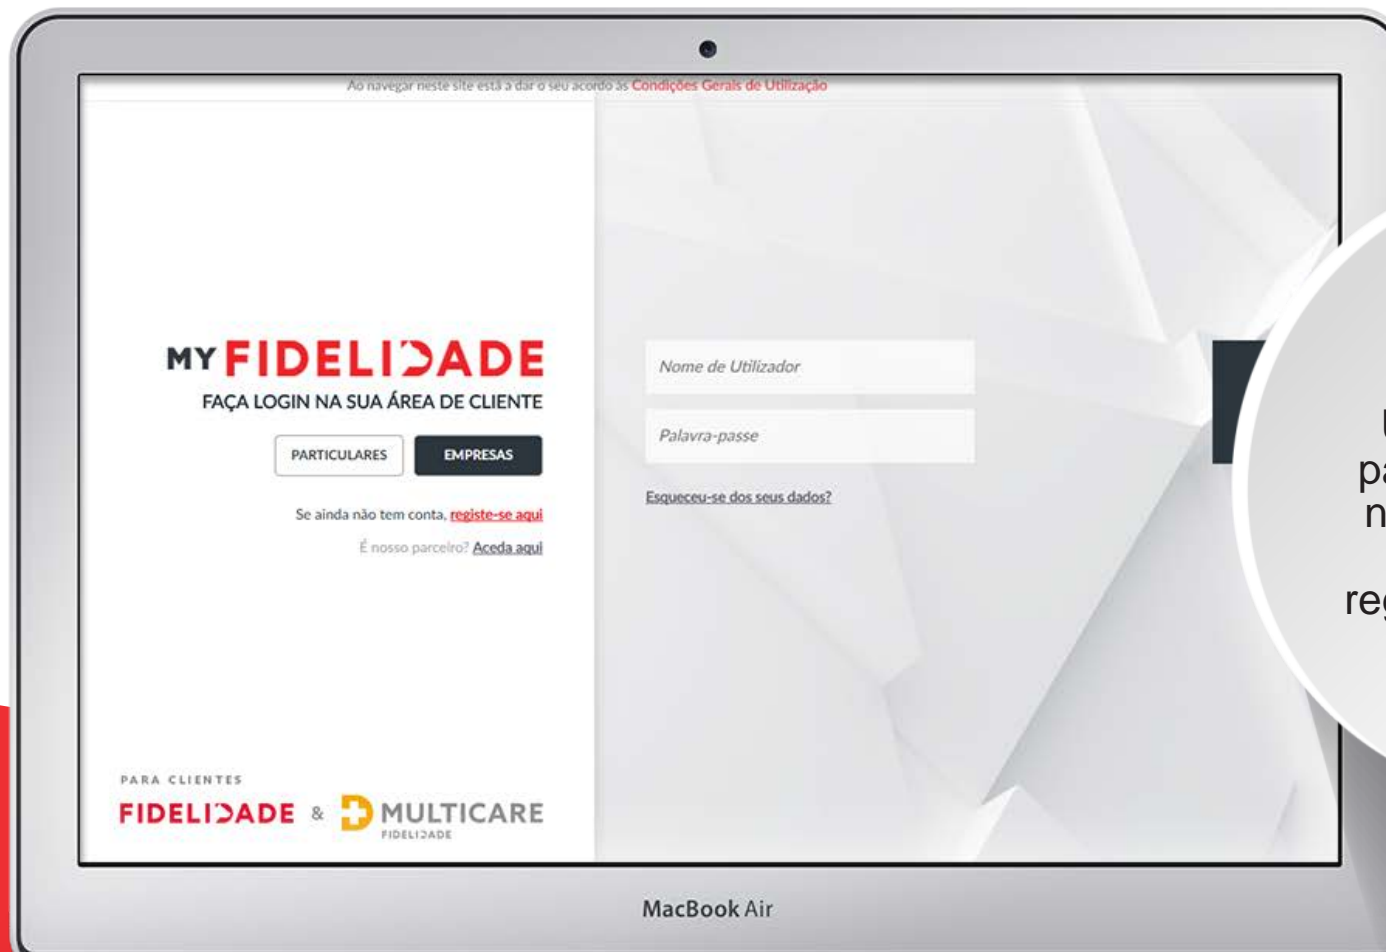 Ao navegar neste site está a dar o seu acordo às Condições Gerais de Utilização
MY FIDELIDADE
FAÇA LOGIN NA SUA ÁREA DE CLIENTE
PARTICULARES
EMPRESAS
Se ainda não tem conta, registe-se aqui
É nosso parceiro? Aceda aqui
Nome de Utilizador
Palavra-passe
Esqueceu-se dos seus dados?
PARA CLIENTES
FIDELIDADE & MULTICARE
FIDELIDADE
MacBook Air